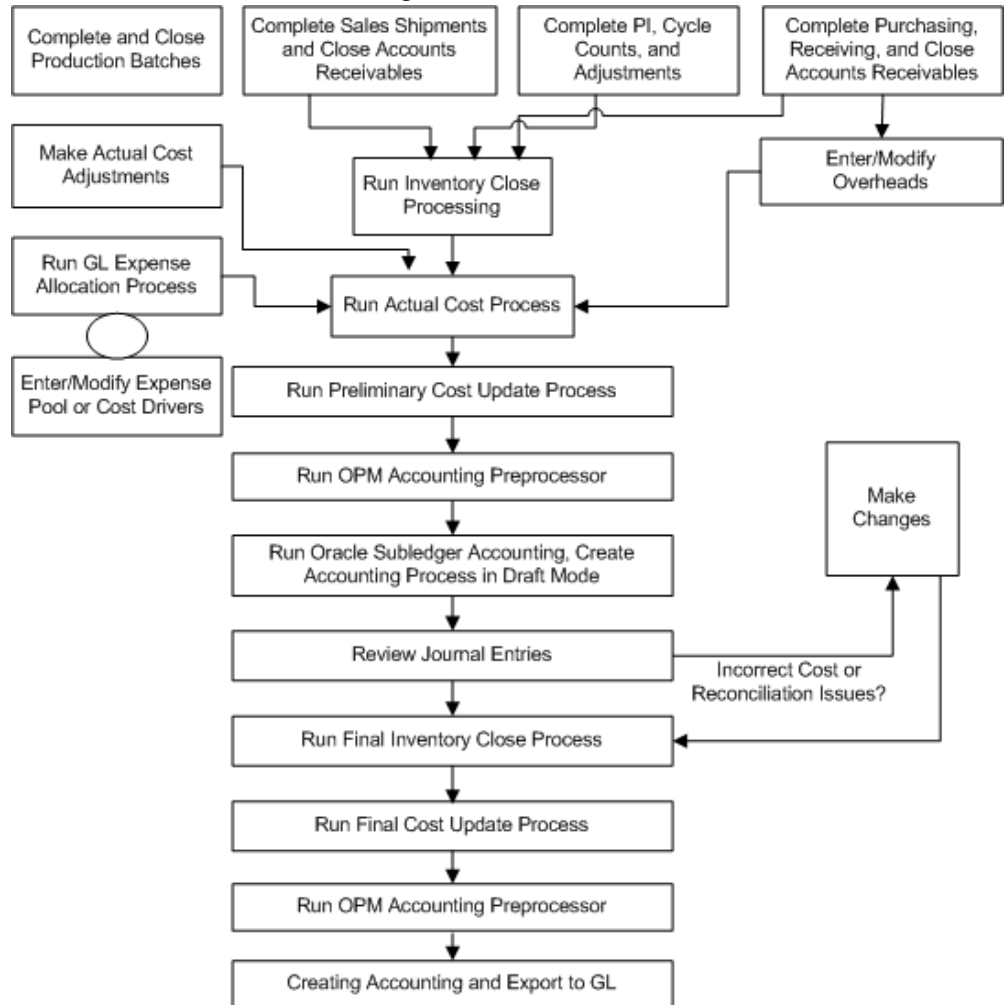 Complete and Close
Production Batches
Complete Sales Shipments
and Close Accounts
Receivables
Complete PI, Cycle
Counts, and
Adjustments
Complete Purchasing,
Receiving, and Close
Accounts Receivables
Make Actual Cost
Adjustments
Run Inventory Close
Processing
Enter/Modify
Overheads
Run GL Expense
Allocation Process
Run Actual Cost Process
Enter/Modify Expense
Pool or Cost Drivers
Run Preliminary Cost Update Process
Run OPM Accounting Preprocessor
Make
Changes
Run Oracle Subledger Accounting, Create
Accounting Process in Draft Mode
Review Journal Entries
Incorrect Cost or
Reconciliation Issues?
Run Final Inventory Close Process
Run Final Cost Update Process
Run OPM Accounting Preprocessor
Creating Accounting and Export to GL